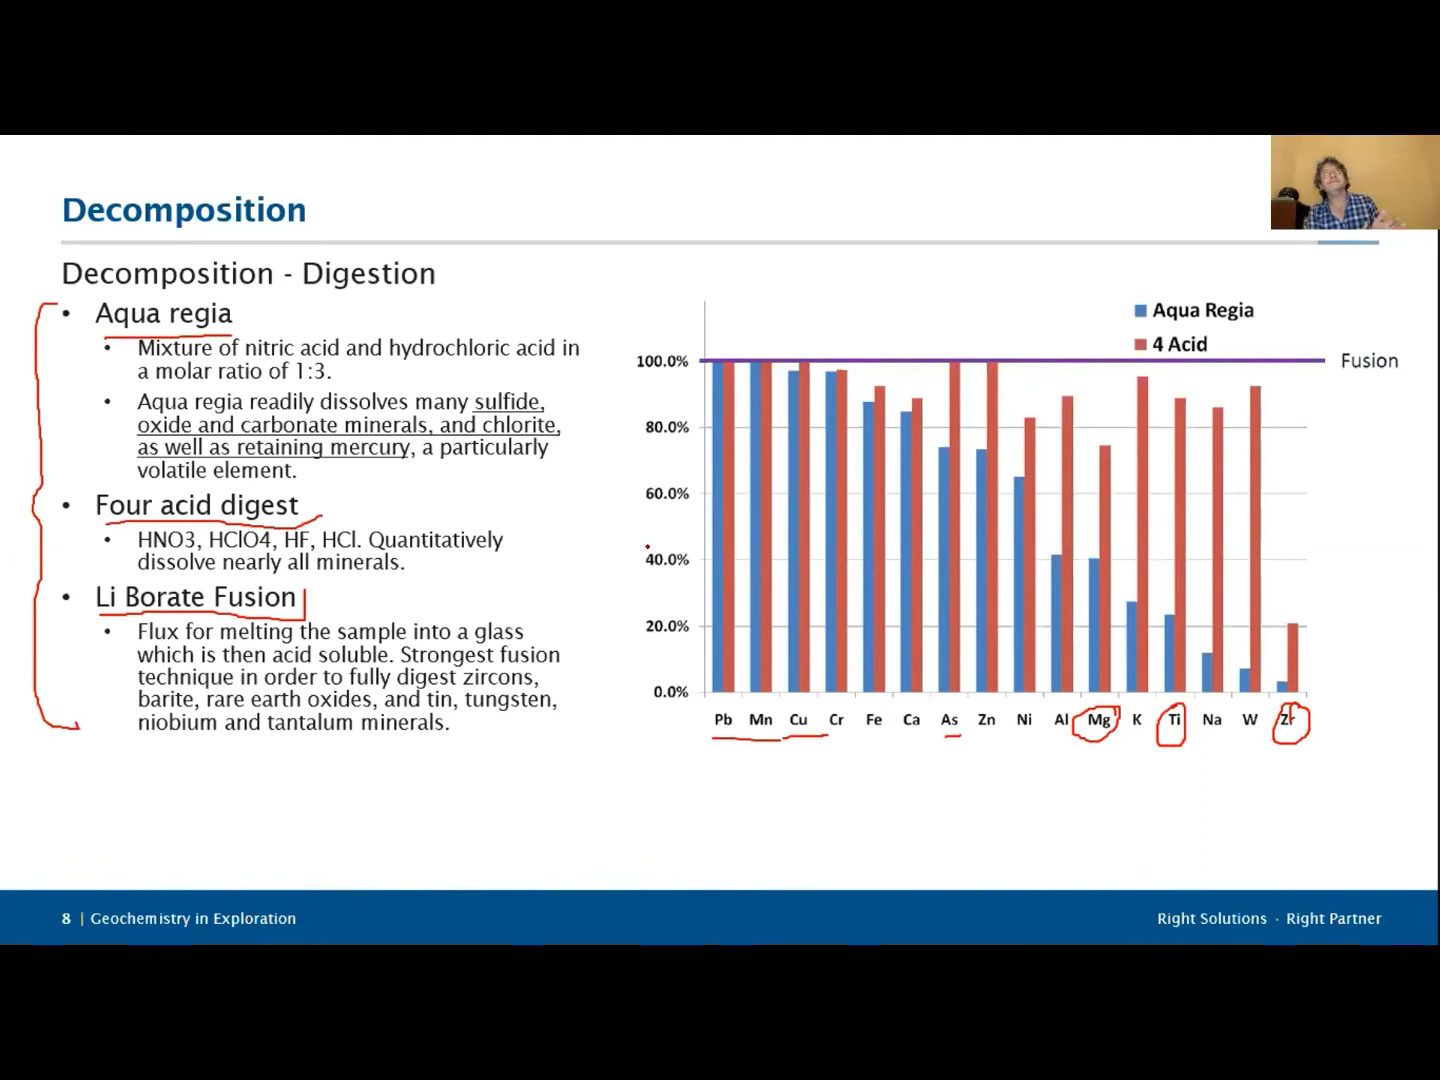 Decomposition
Decomposition - Digestion
• Aqua regia
• Mixture of nitric acid and hydrochloric acid in
a molar ratio of 1:3.
• Aqua regia readily dissolves many sulfide,
oxide and carbonate minerals, and chlorite,
as well as retaining mercury, a particularly
volatile element.
• Four acid digest
• HNO3, HClO4, HF, HCl. Quantitatively
dissolve nearly all minerals.
• Li Borate Fusion
• Flux for melting the sample into a glass
which is then acid soluble. Strongest fusion
technique in order to fully digest zircons,
barite, rare earth oxides, and tin, tungsten,
niobium and tantalum minerals.
Aqua Regia
4 Acid
Fusion
100.0%
80.0%
60.0%
40.0%
20.0%
0.0%
Pb Mn Cu Cr Fe Ca As Zn Ni Al Mg K Ti Na W Zr
8 | Geochemistry in Exploration
Right Solutions · Right Partner